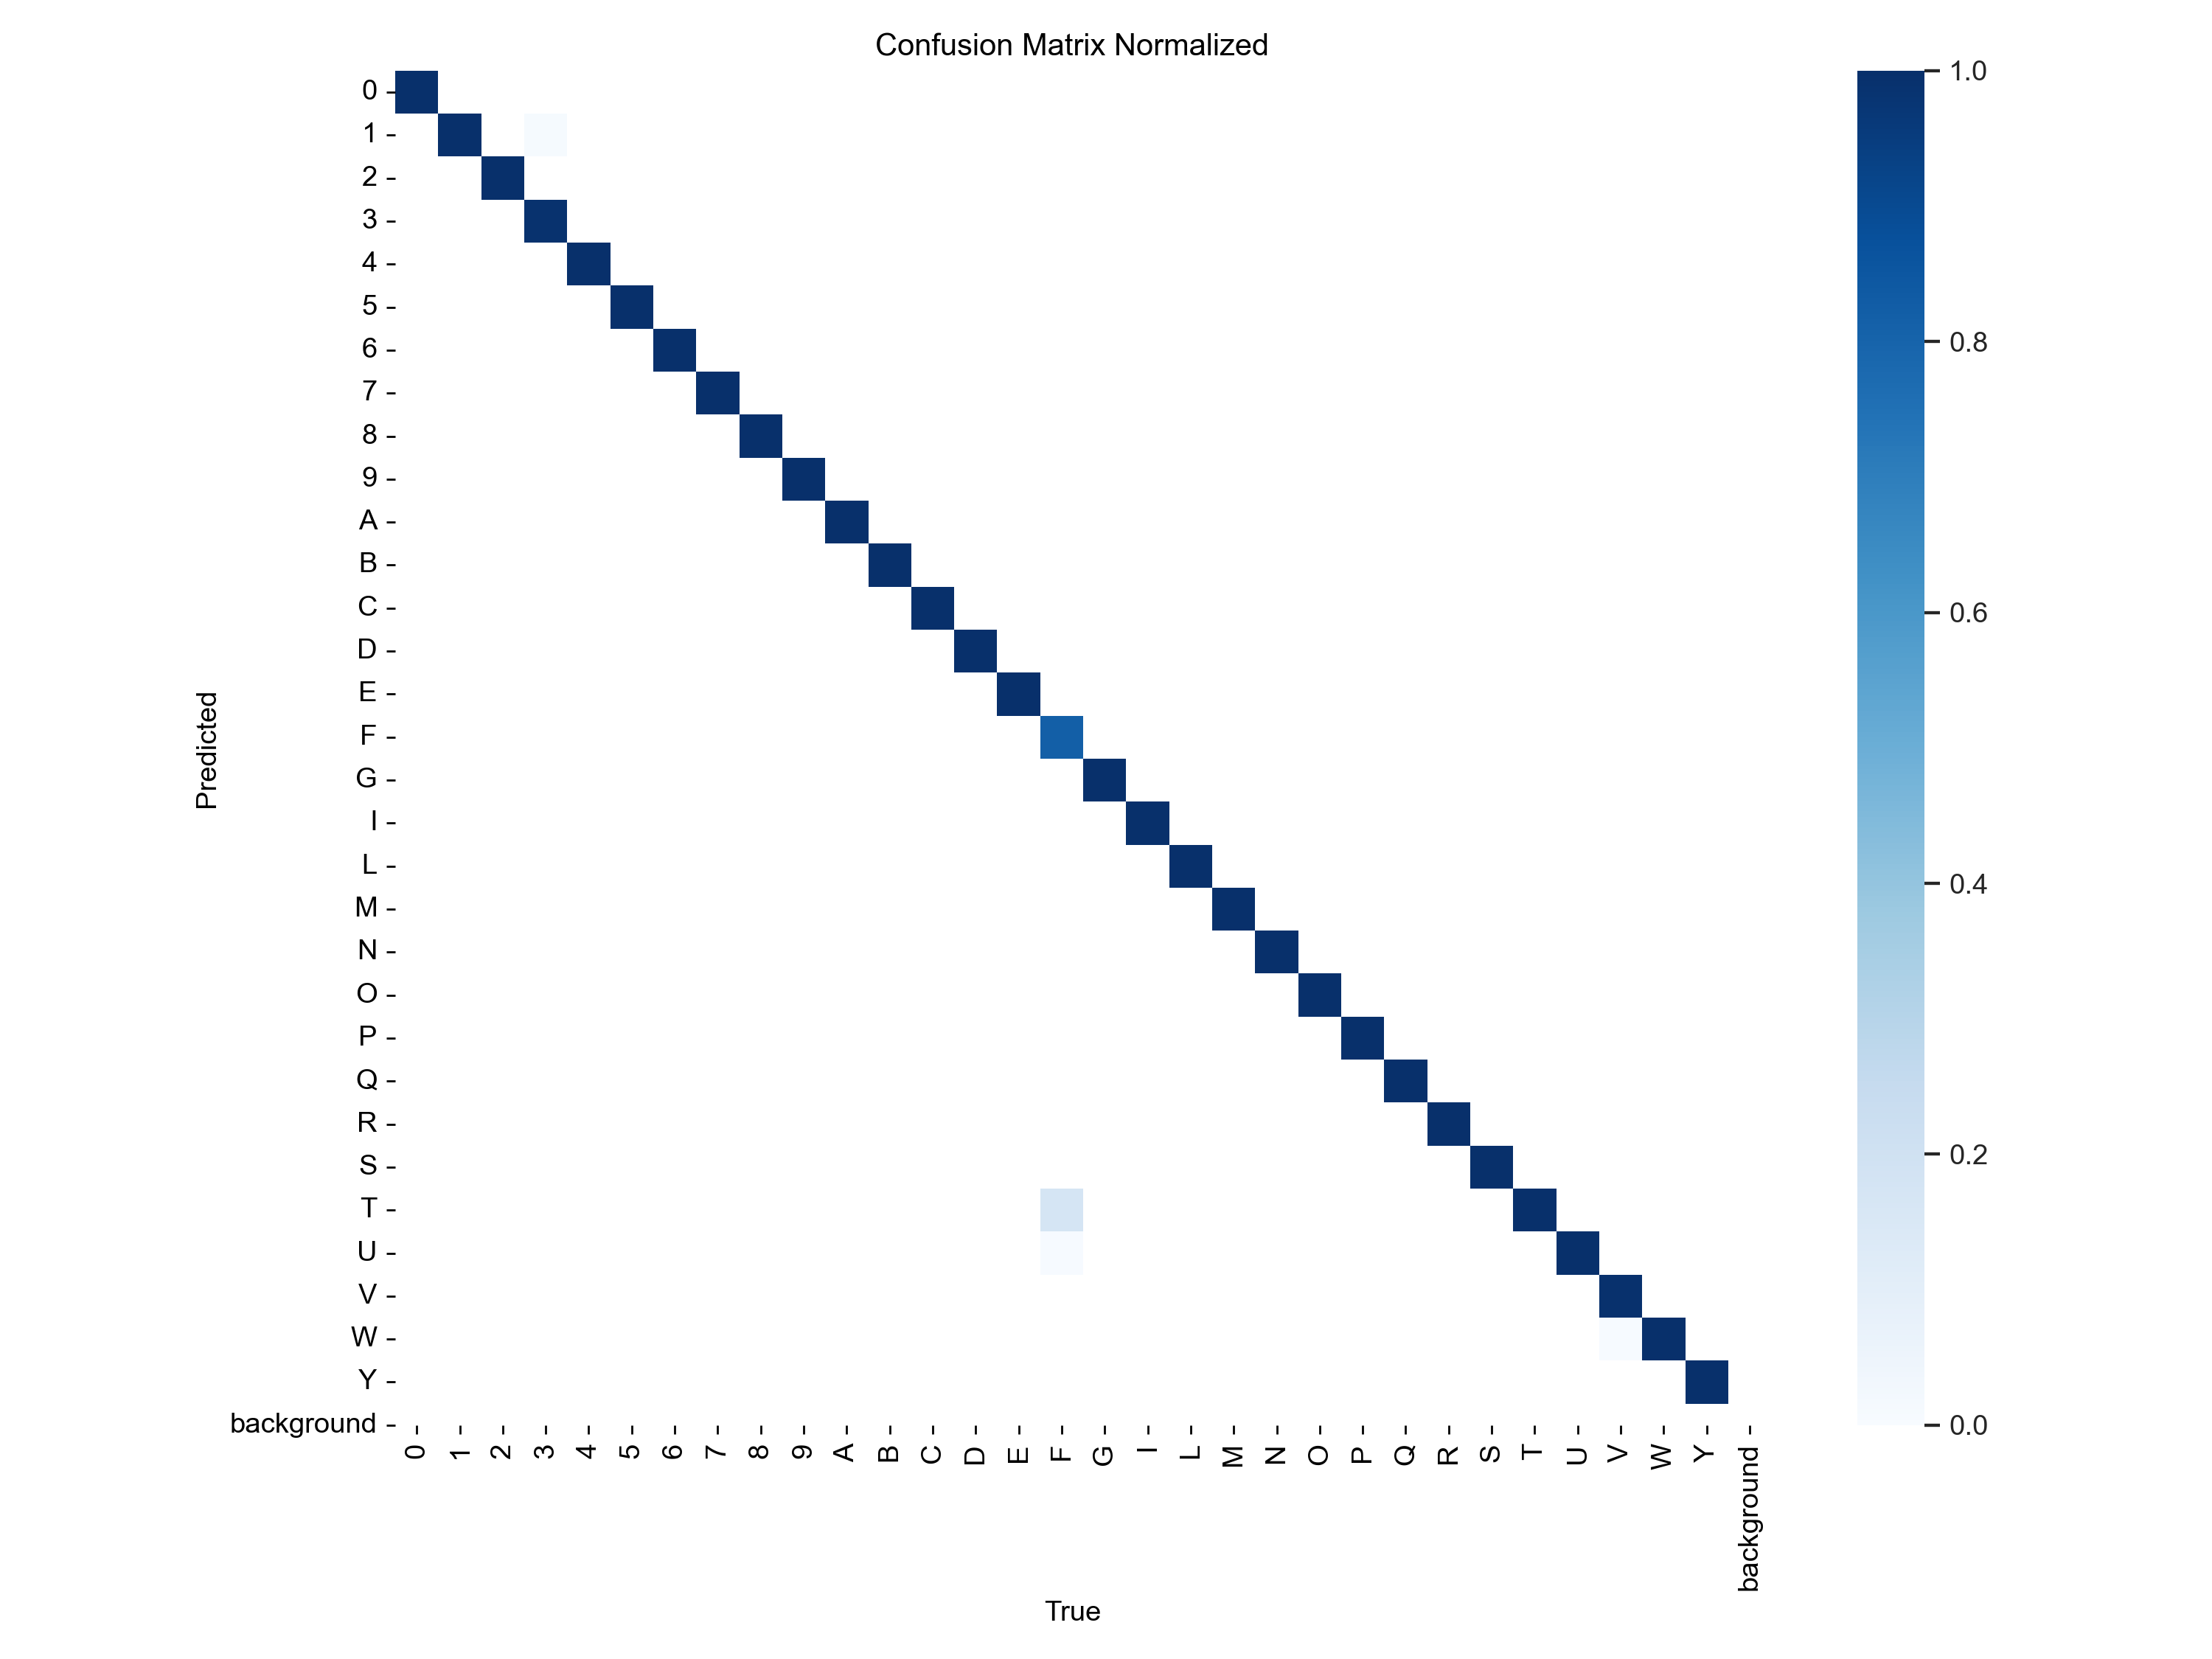 Confusion Matrix Normalized
0
1
2
3
4
5
6
7
8
9
A
B
C
D
E
F
G
I
L
M
N
O
P
Q
R
S
T
U
V
W
Y
background
Predicted
0 1 2 3 4 5 6 7 8 9 A B C D E F G I L M N O P Q R S T U V W Y background
True
1.0
0.8
0.6
0.4
0.2
0.0